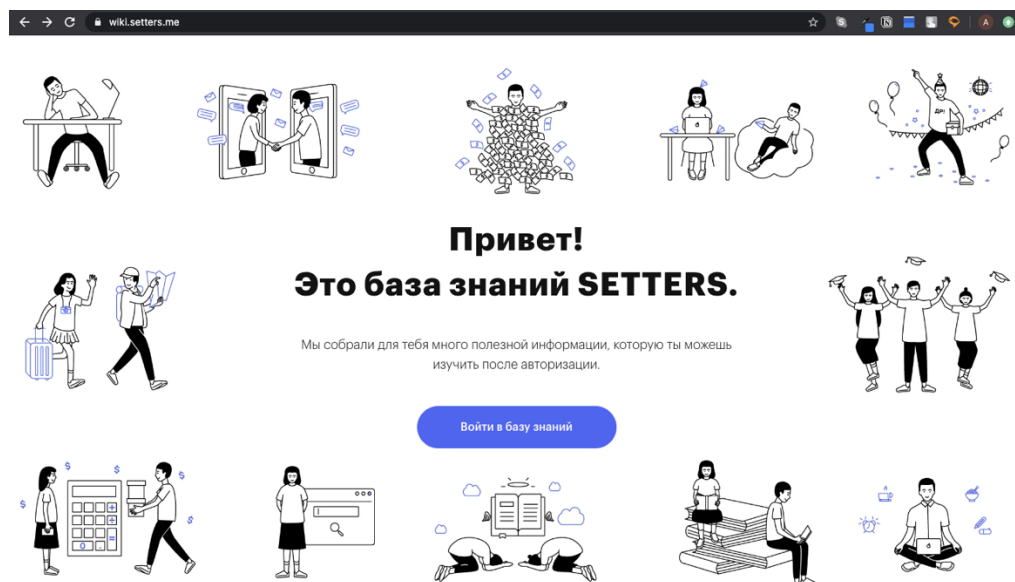 wiki.setters.me
ДР!
Привет!
Это база знаний SETTERS.
Мы собрали для тебя много полезной информации, которую ты можешь
изучить после авторизации.
Войти в базу знаний